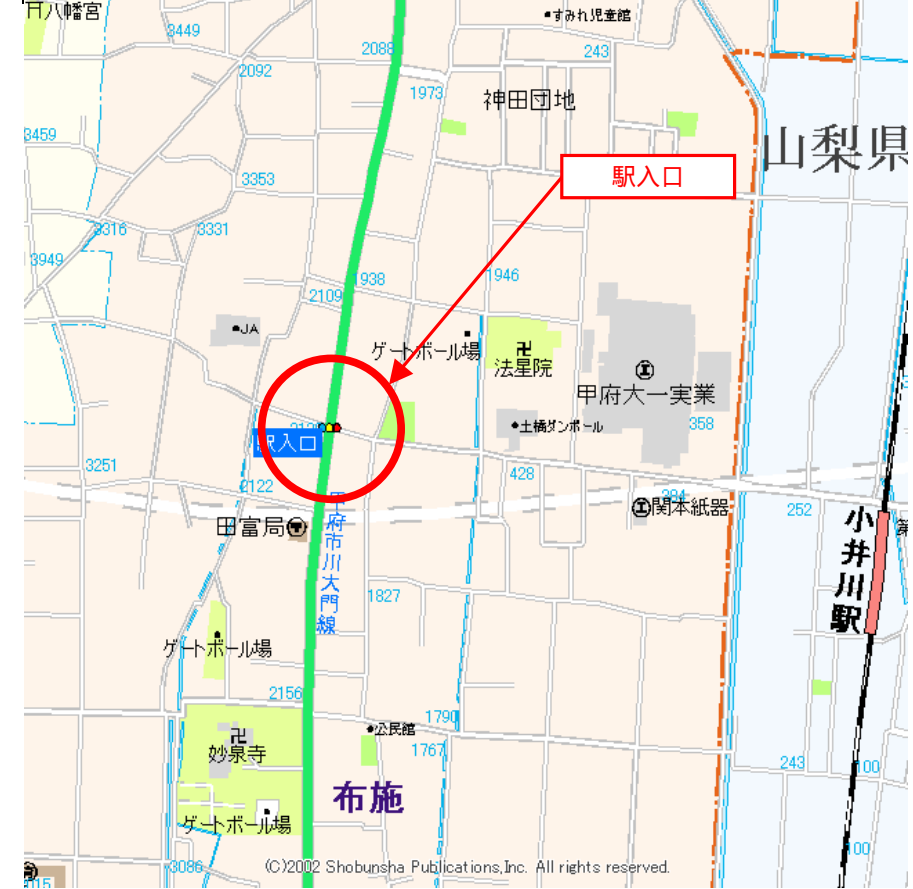 八幡宮
すみれ児童館
3449
2088
243
2092
1973
神田団地
3459
山梨県
駅入口
3353
3316
3331
3949
1938
1946
2109
JA
ゲートボール場
法星院
甲府大一実業
土橋ダンボール
358
駅入口
3251
428
2122
384
252
関本紙器
田富局
甲府市川大門線
小井川駅
1827
ゲートボール場
2156
1790
公民館
1767
妙泉寺
243
100
布施
ゲートボール場
100
3086
(C)2002 Shobunsha Publications,Inc. All rights reserved.